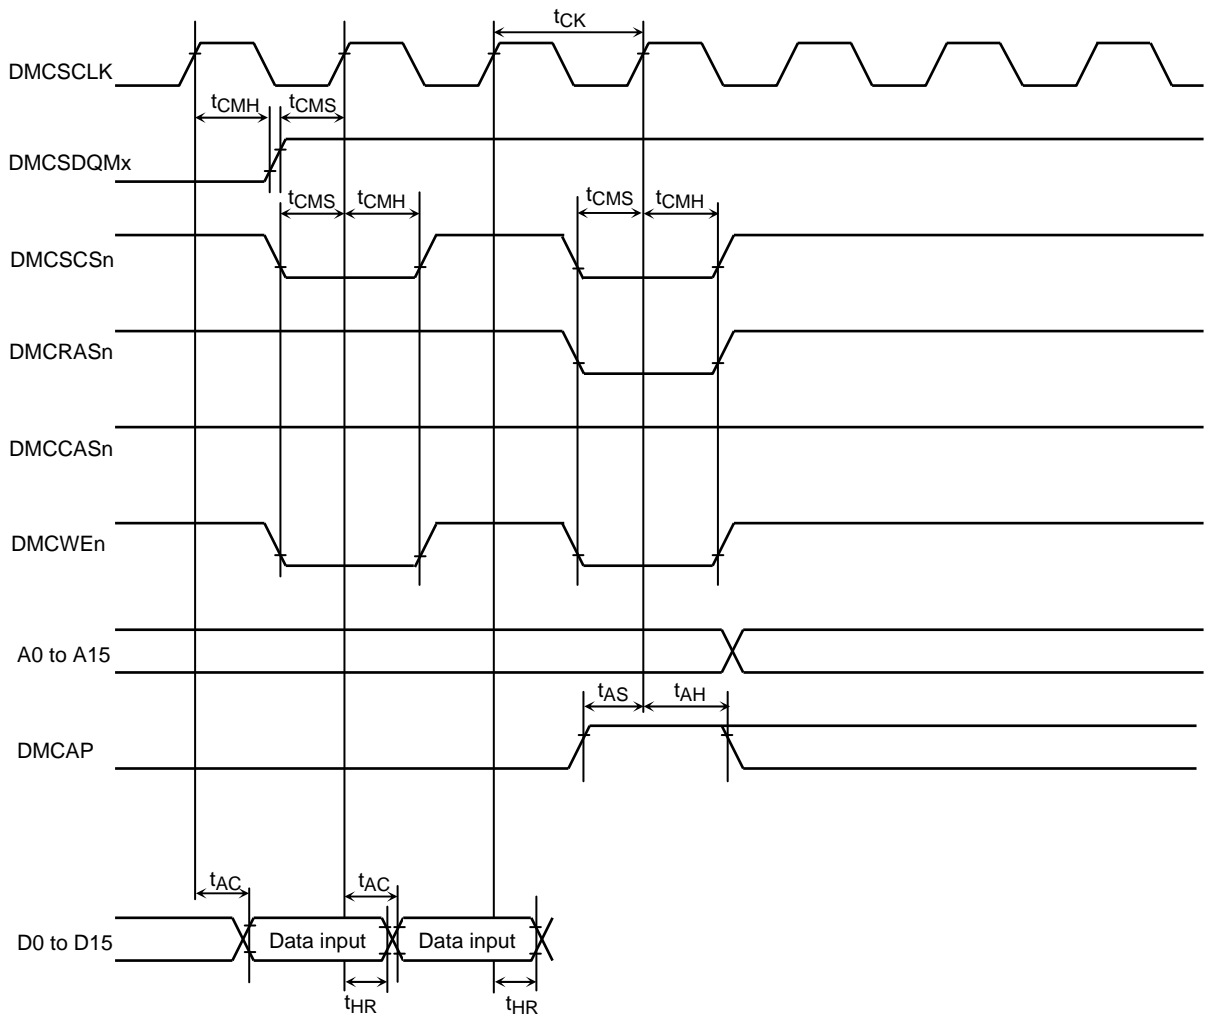 tCK
DMCSCLK
tCMH tCMS
DMCSDQMx
tCMS tCMH tCMS tCMH
DMCSCSn
DMCRASn
DMCCASn
DMCWEn
A0 to A15
tAS tAH
DMCAP
tAC tAC
D0 to D15 Data input Data input
tHR tHR